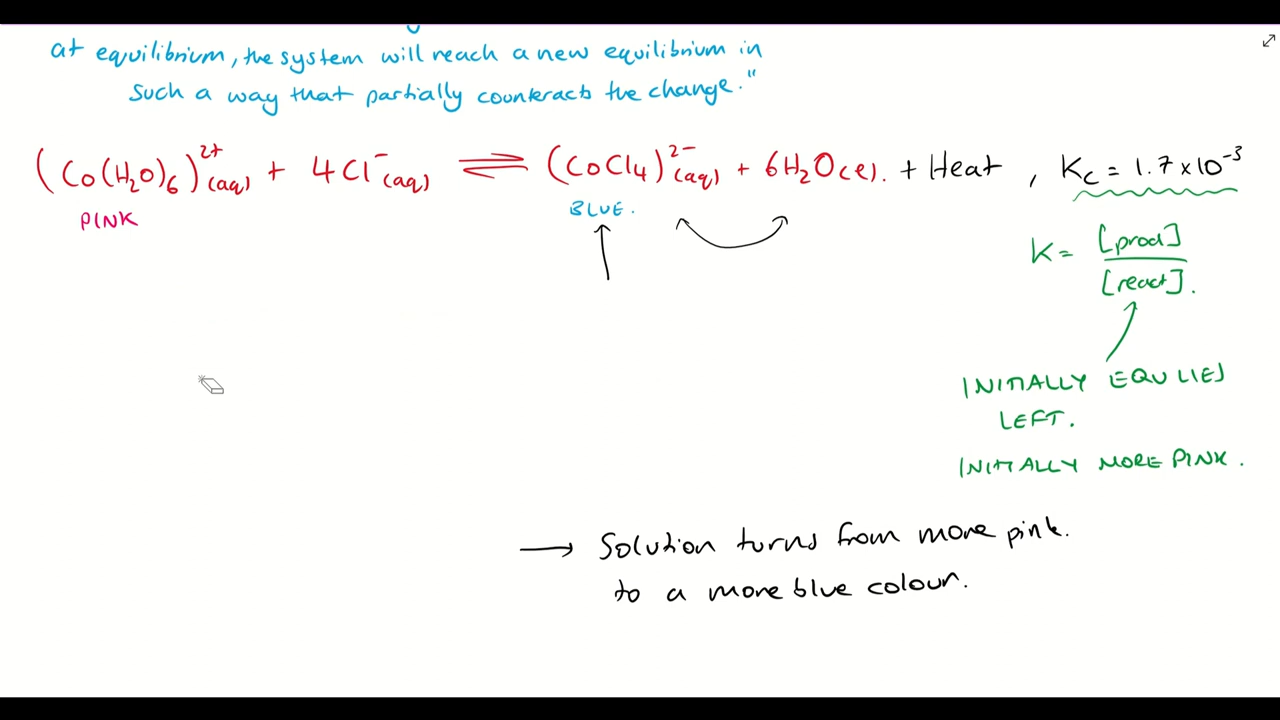 at equilibrium, the system will reach a new equilibrium in
such a way that partially counteracts the change."
(Co(H₂O)₆)²⁺(aq) + 4Cl⁻(aq) ⇌ (CoCl₄)²⁻(aq) + 6H₂O(l). + Heat , Kc = 1.7 × 10⁻³
PINK
BLUE.
K = [prod] / [react].
INITIALLY EQU LIES
LEFT.
INITIALLY MORE PINK.
→ Solution turns from more pink.
to a more blue colour.